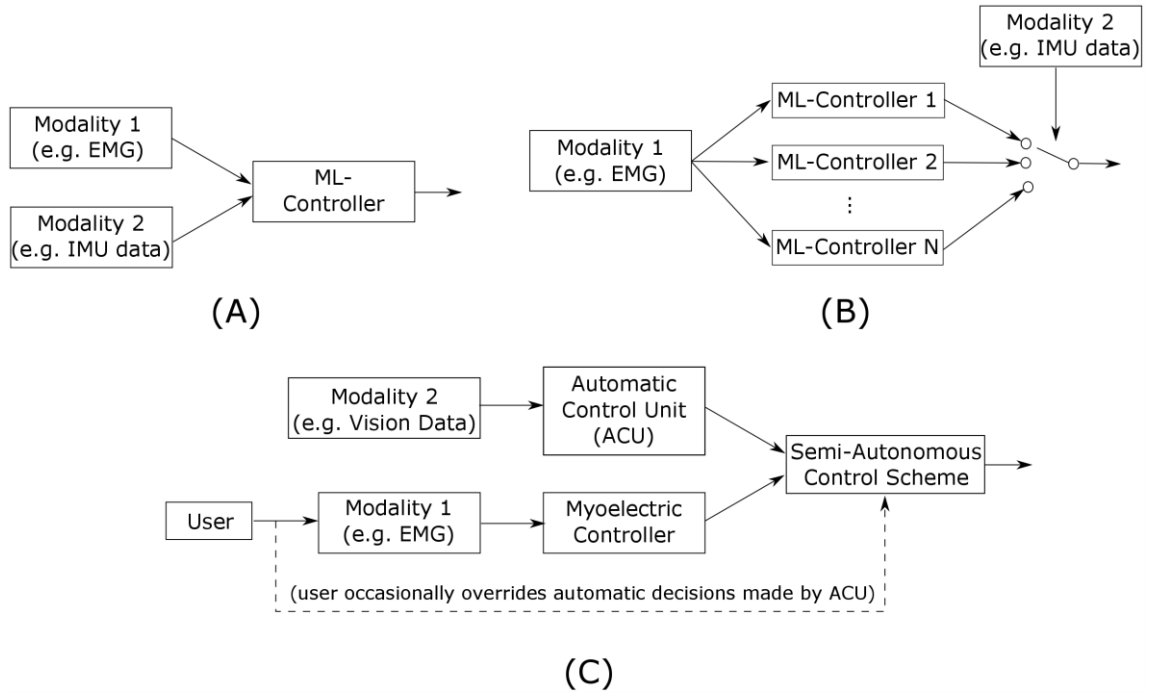 Modality 1
(e.g. EMG)
Modality 2
(e.g. IMU data)
ML-
Controller
(A)
Modality 2
(e.g. IMU data)
Modality 1
(e.g. EMG)
ML-Controller 1
ML-Controller 2
⋮
ML-Controller N
(B)
Modality 2
(e.g. Vision Data)
Automatic
Control Unit
(ACU)
Semi-Autonomous
Control Scheme
User
Modality 1
(e.g. EMG)
Myoelectric
Controller
(user occasionally overrides automatic decisions made by ACU)
(C)